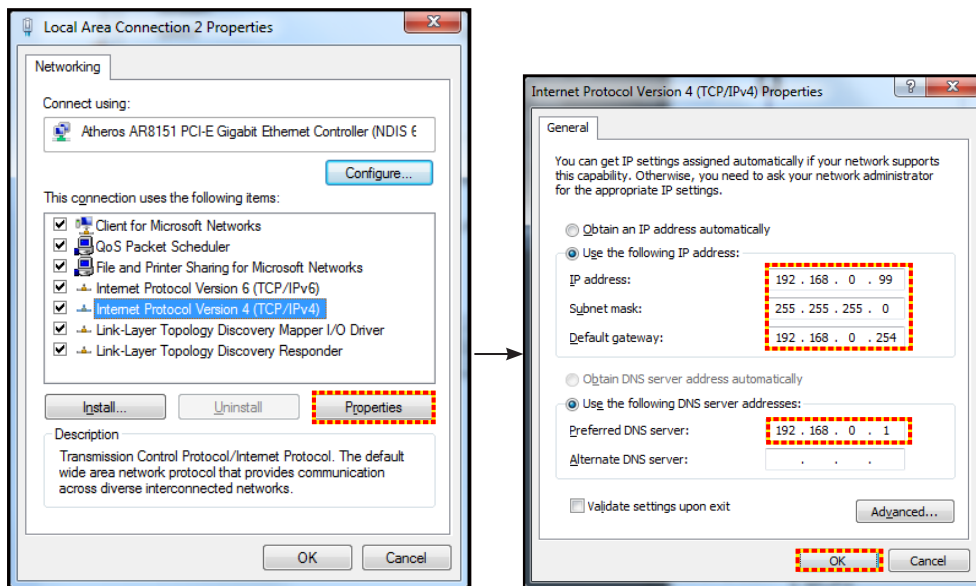 Local Area Connection 2 Properties
Networking
Connect using:
Atheros AR8151 PCI-E Gigabit Ethernet Controller (NDIS 6
Configure...
This connection uses the following items:
Client for Microsoft Networks
QoS Packet Scheduler
File and Printer Sharing for Microsoft Networks
Internet Protocol Version 6 (TCP/IPv6)
Internet Protocol Version 4 (TCP/IPv4)
Link-Layer Topology Discovery Mapper I/O Driver
Link-Layer Topology Discovery Responder
Install...
Uninstall
Properties
Description
Transmission Control Protocol/Internet Protocol. The default
wide area network protocol that provides communication
across diverse interconnected networks.
OK
Cancel
Internet Protocol Version 4 (TCP/IPv4) Properties
General
You can get IP settings assigned automatically if your network supports
this capability. Otherwise, you need to ask your network administrator
for the appropriate IP settings.
Obtain an IP address automatically
Use the following IP address:
IP address: 192 . 168 . 0 . 99
Subnet mask: 255 . 255 . 255 . 0
Default gateway: 192 . 168 . 0 . 254
Obtain DNS server address automatically
Use the following DNS server addresses:
Preferred DNS server: 192 . 168 . 0 . 1
Alternate DNS server: . . .
Validate settings upon exit
Advanced...
OK
Cancel